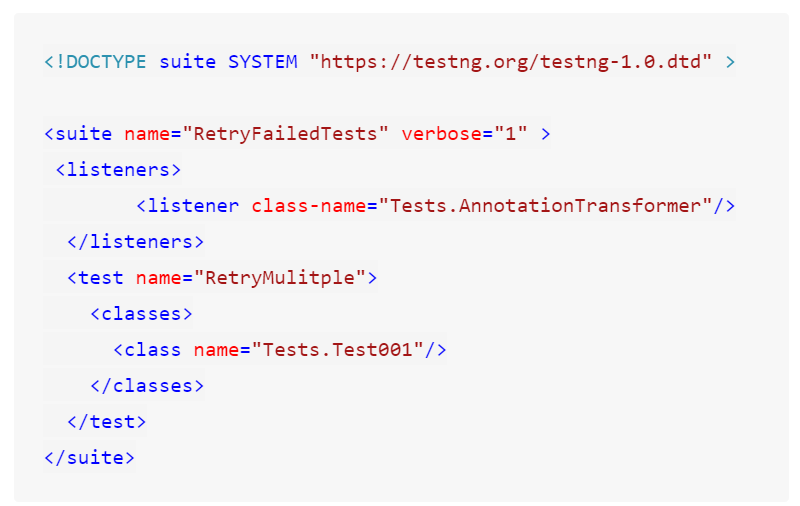 <!DOCTYPE suite SYSTEM "https://testng.org/testng-1.0.dtd" >
<suite name="RetryFailedTests" verbose="1" >
<listeners>
<listener class-name="Tests.AnnotationTransformer"/>
</listeners>
<test name="RetryMulitple">
<classes>
<class name="Tests.Test001"/>
</classes>
</test>
</suite>